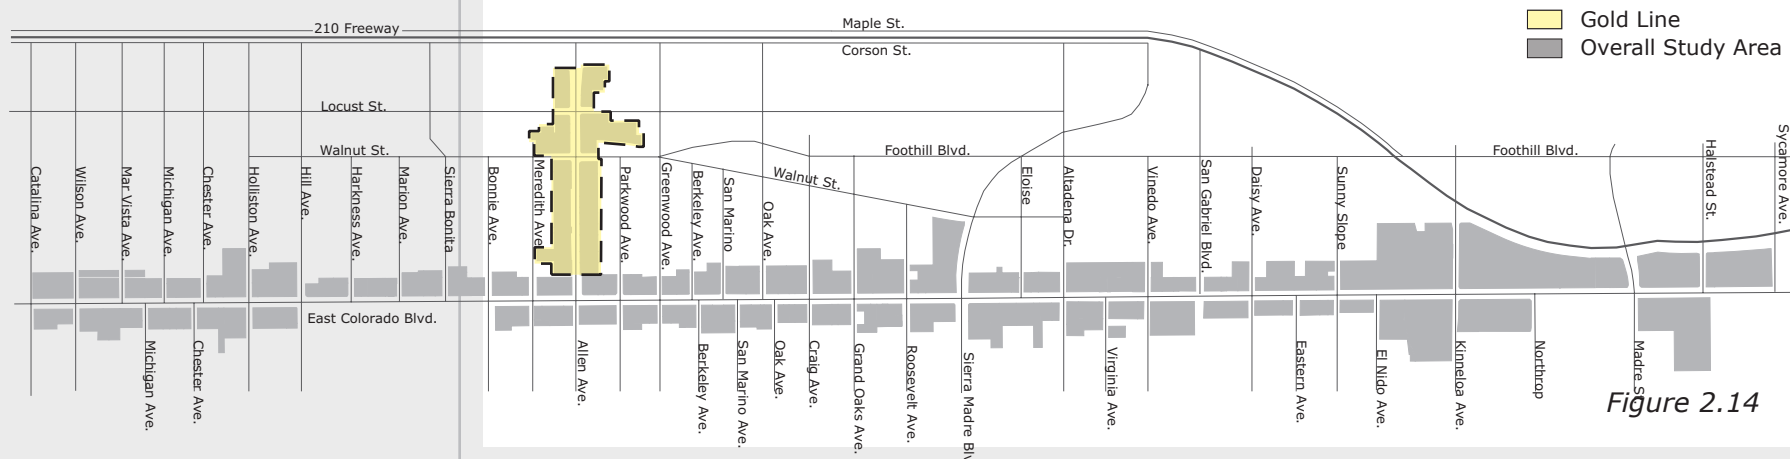 Maple St.
210 Freeway
Corson St.
Gold Line
Overall Study Area
Locust St.
Walnut St.
Foothill Blvd.
Foothill Blvd.
Walnut St.
Catalina Ave.
Wilson Ave.
Mar Vista Ave.
Michigan Ave.
Chester Ave.
Holliston Ave.
Hill Ave.
Harkness Ave.
Marion Ave.
Sierra Bonita
Bonnie Ave.
Meredith Ave.
Parkwood Ave.
Greenwood Ave.
Berkeley Ave.
San Marino
Oak Ave.
Eloise
Altadena Dr.
Vinedo Ave.
San Gabriel Blvd.
Daisy Ave.
Sunny Slope
Halstead St.
Sycamore Ave.
East Colorado Blvd.
Michigan Ave.
Chester Ave.
Allen Ave.
Berkeley Ave.
San Marino Ave.
Oak Ave.
Craig Ave.
Grand Oaks Ave.
Roosevelt Ave.
Sierra Madre Blv
Virginia Ave.
Eastern Ave.
El Nido Ave.
Kinneloa Ave.
Northrop
Madre St.
Figure 2.14